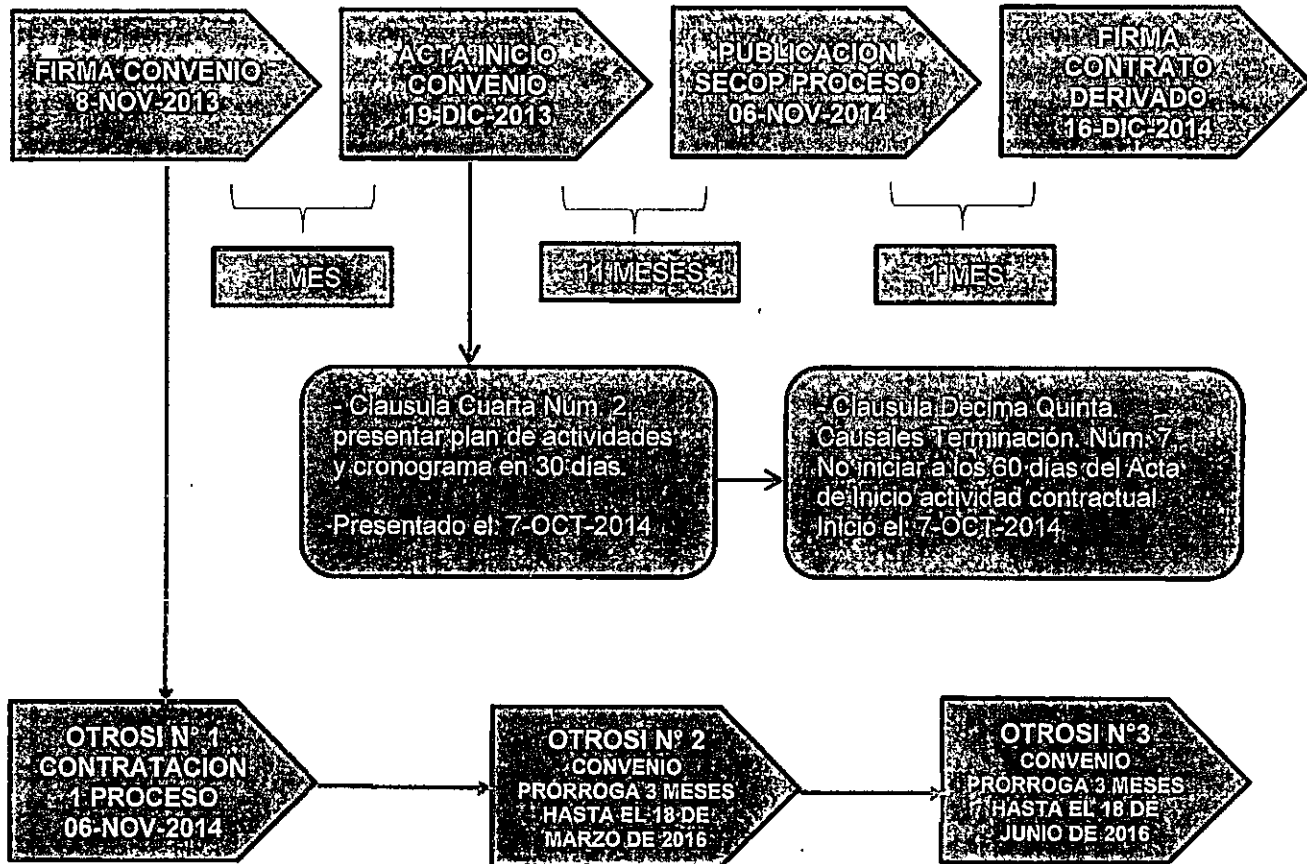 FIRMA CONVENIO
8-NOV-2013
ACTA INICIO
CONVENIO
19-DIC-2013
PUBLICACION
SECOP PROCESO
06-NOV-2014
FIRMA
CONTRATO
DERIVADO
16-DIC-2014
1 MES
11 MESES
1 MES
- Clausula Cuarta Núm. 2
presentar plan de actividades
y cronograma en 30 días.
Presentado el: 7-OCT-2014
- Clausula Decima Quinta.
Causales Terminación. Núm. 7
No iniciar a los 60 días del Acta
de Inicio actividad contractual
Inició el: 7-OCT-2014
OTROSI N° 1
CONTRATACION
1 PROCESO
06-NOV-2014
OTROSI N° 2
CONVENIO
PRORROGA 3 MESES
HASTA EL 18 DE
MARZO DE 2016
OTROSI N°3
CONVENIO
PRÓRROGA 3 MESES
HASTA EL 18 DE
JUNIO DE 2016